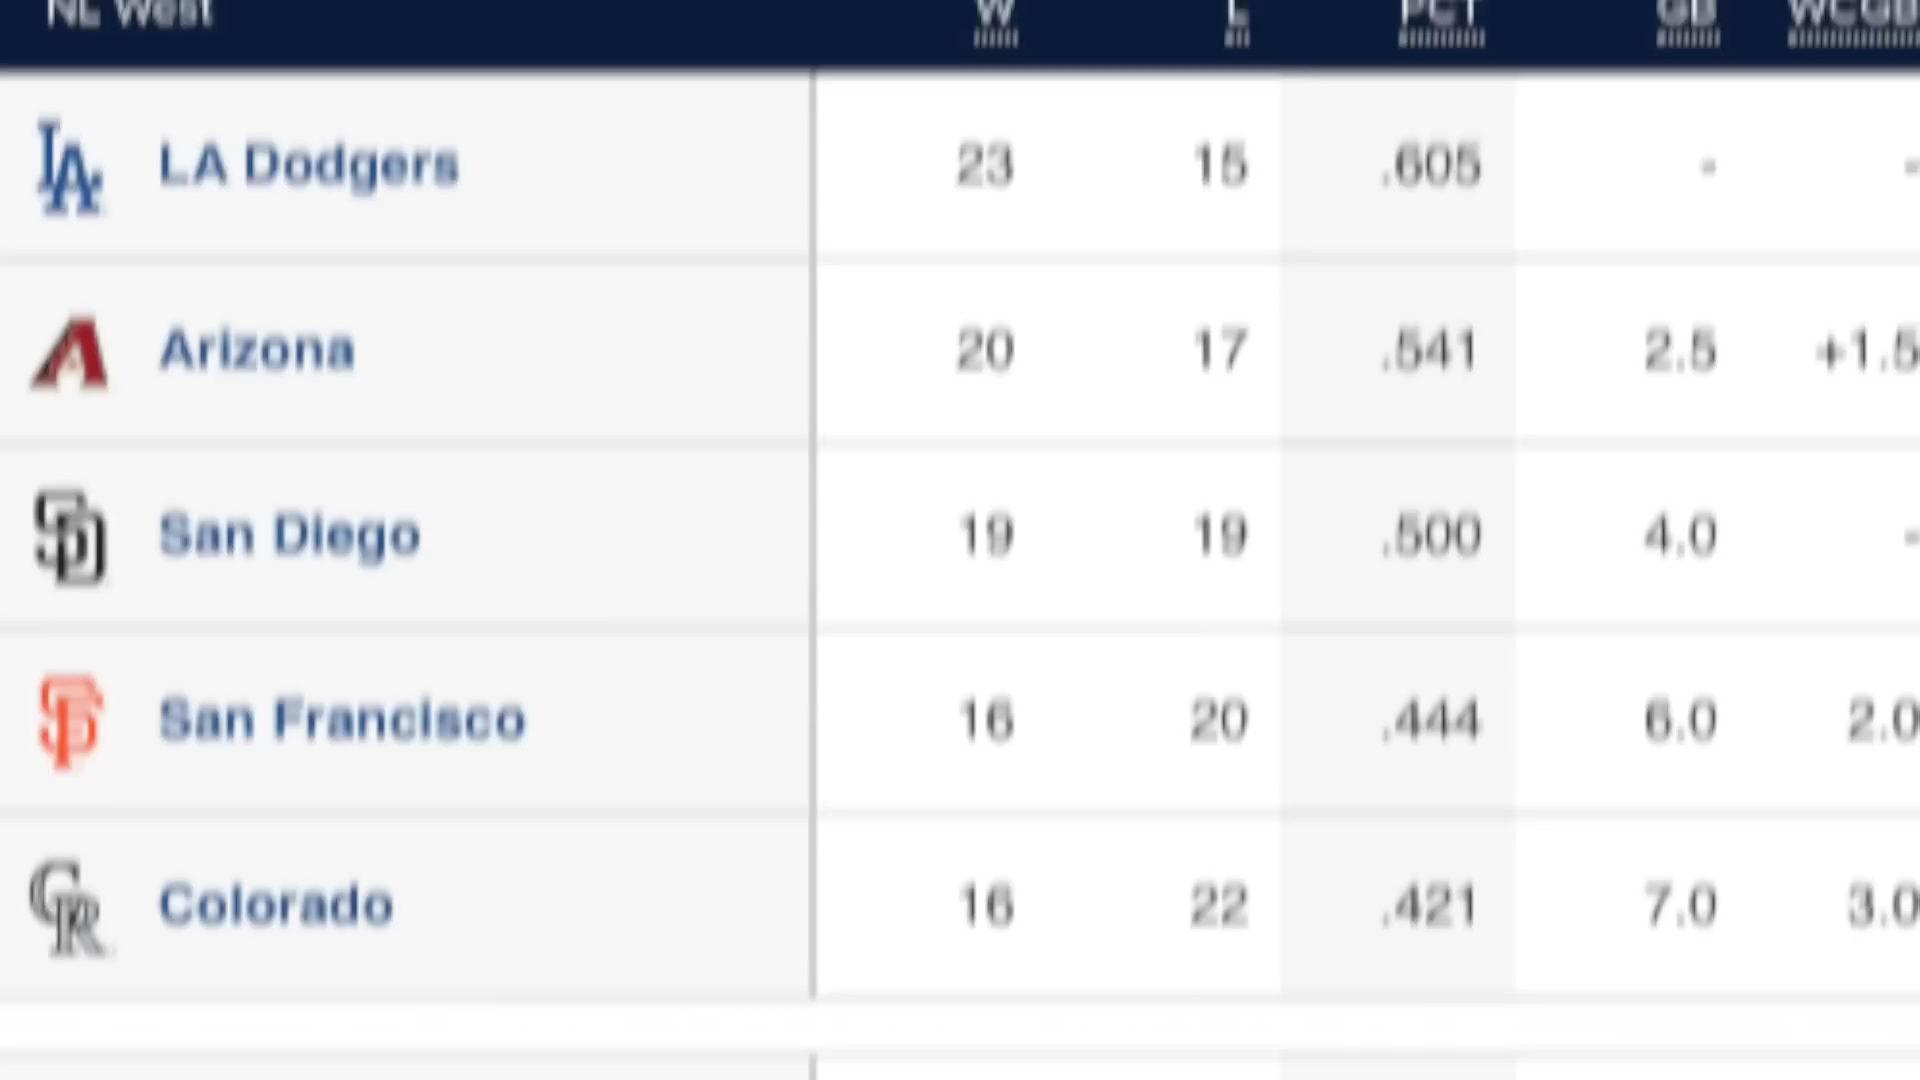 NL West W L PCT GB WCGB
LA Dodgers 23 15 .605 - -
Arizona 20 17 .541 2.5 +1.5
San Diego 19 19 .500 4.0 -
San Francisco 16 20 .444 6.0 2.0
Colorado 16 22 .421 7.0 3.0